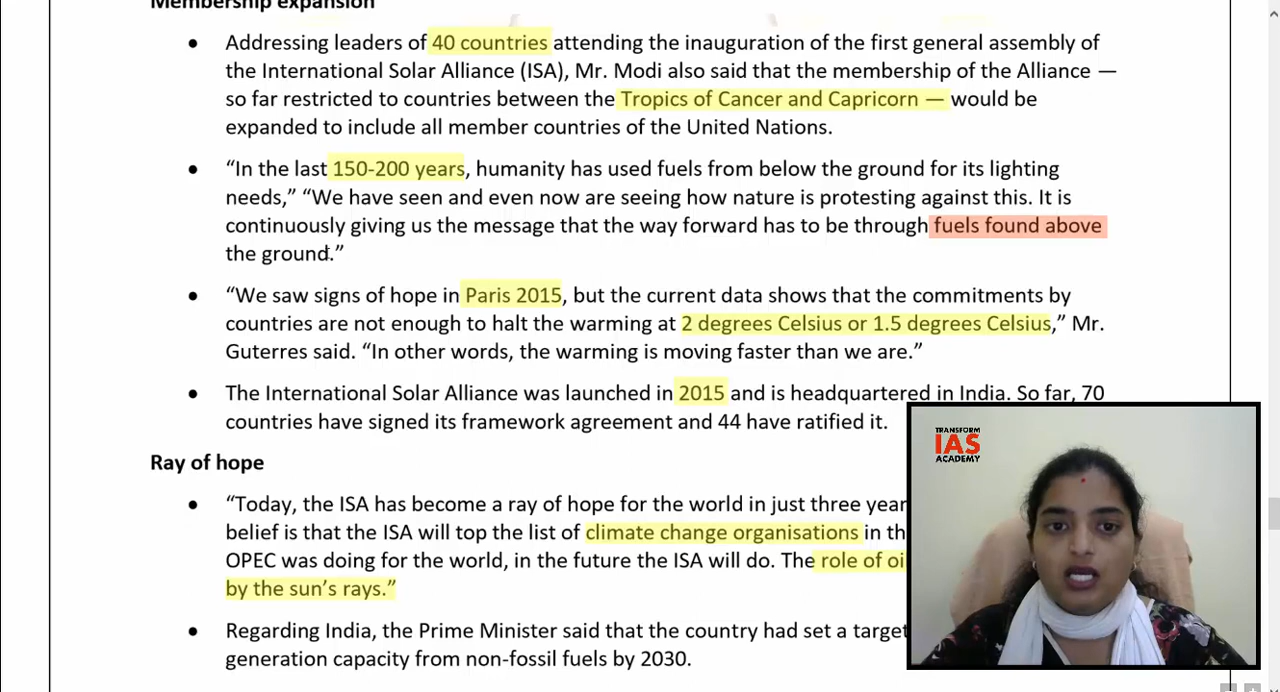 Membership expansion
• Addressing leaders of 40 countries attending the inauguration of the first general assembly of
the International Solar Alliance (ISA), Mr. Modi also said that the membership of the Alliance —
so far restricted to countries between the Tropics of Cancer and Capricorn — would be
expanded to include all member countries of the United Nations.
• “In the last 150-200 years, humanity has used fuels from below the ground for its lighting
needs,” “We have seen and even now are seeing how nature is protesting against this. It is
continuously giving us the message that the way forward has to be through fuels found above
the ground.”
• “We saw signs of hope in Paris 2015, but the current data shows that the commitments by
countries are not enough to halt the warming at 2 degrees Celsius or 1.5 degrees Celsius,” Mr.
Guterres said. “In other words, the warming is moving faster than we are.”
• The International Solar Alliance was launched in 2015 and is headquartered in India. So far, 70
countries have signed its framework agreement and 44 have ratified it.
Ray of hope
• “Today, the ISA has become a ray of hope for the world in just three year
belief is that the ISA will top the list of climate change organisations in th
OPEC was doing for the world, in the future the ISA will do. The role of oi
by the sun’s rays.”
• Regarding India, the Prime Minister said that the country had set a target
generation capacity from non-fossil fuels by 2030.
TRANSFORM
IAS
ACADEMY